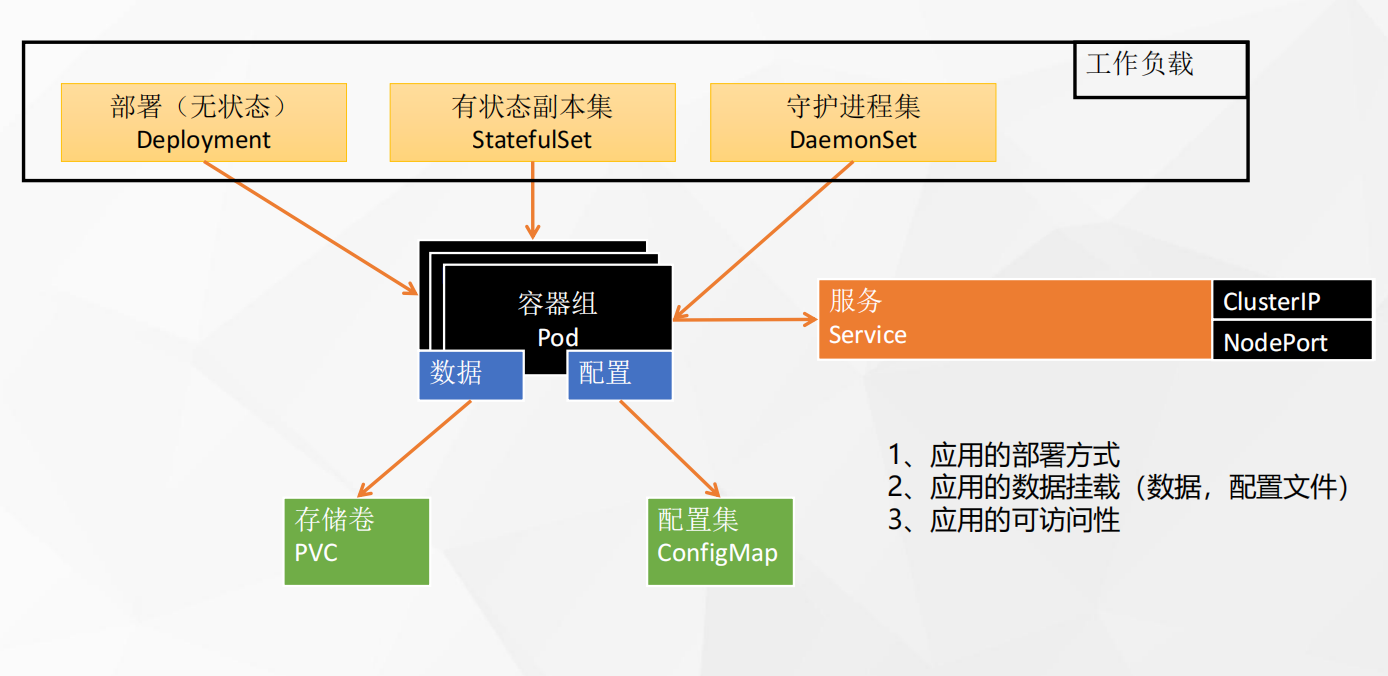 工作负载
部署（无状态）
Deployment
有状态副本集
StatefulSet
守护进程集
DaemonSet
容器组
Pod
数据
配置
服务
Service
ClusterIP
NodePort
存储卷
PVC
配置集
ConfigMap
1、应用的部署方式
2、应用的数据挂载（数据，配置文件）
3、应用的可访问性